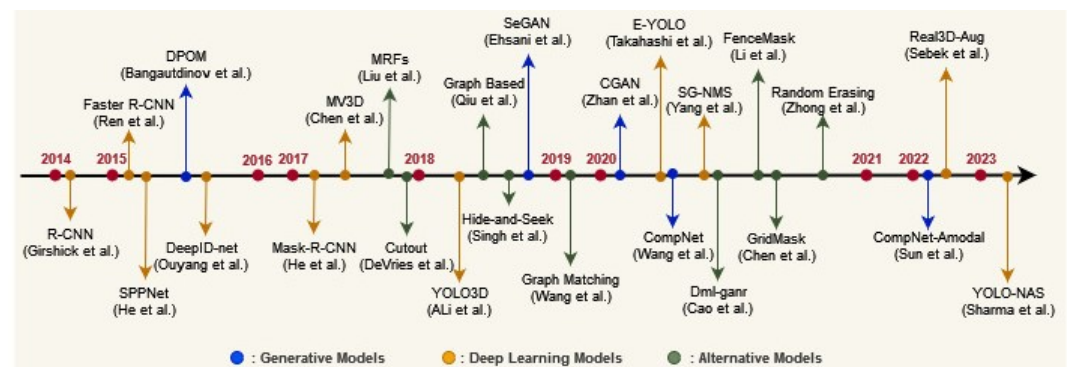 SeGAN
(Ehsani et al.)
E-YOLO
(Takahashi et al.)
FenceMask
(Li et al.)
Real3D-Aug
(Sebek et al.)
DPOM
(Bangautdinov et al.)
MRFs
(Liu et al.)
Graph Based
(Qiu et al.)
CGAN
(Zhan et al.)
SG-NMS
(Yang et al.)
Random Erasing
(Zhong et al.)
Faster R-CNN
(Ren et al.)
MV3D
(Chen et al.)
2014
2015
2016
2017
2018
2019
2020
2021
2022
2023
R-CNN
(Girshick et al.)
DeepID-net
(Ouyang et al.)
Mask-R-CNN
(He et al.)
Cutout
(DeVries et al.)
Hide-and-Seek
(Singh et al.)
CompNet
(Wang et al.)
GridMask
(Chen et al.)
CompNet-Amodal
(Sun et al.)
SPPNet
(He et al.)
YOLO3D
(ALi et al.)
Graph Matching
(Wang et al.)
Dml-ganr
(Cao et al.)
YOLO-NAS
(Sharma et al.)
: Generative Models
: Deep Learning Models
: Alternative Models